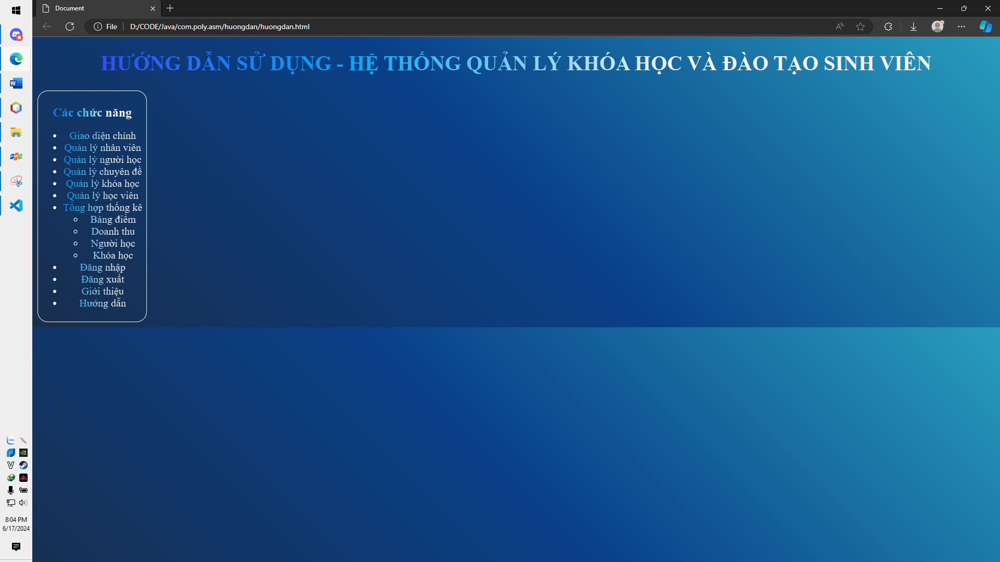 Document
File
D:/CODE/Java/com.poly.asm/huongdan/huongdan.html
HƯỚNG DẪN SỬ DỤNG - HỆ THỐNG QUẢN LÝ KHÓA HỌC VÀ ĐÀO TẠO SINH VIÊN
Các chức năng
Giao diện chính
Quản lý nhân viên
Quản lý người học
Quản lý chuyên đề
Quản lý khóa học
Quản lý học viên
Tổng hợp thống kê
Bảng điểm
Doanh thu
Người học
Khóa học
Đăng nhập
Đăng xuất
Giới thiệu
Hướng dẫn
Zalo
8:04 PM
6/17/2024